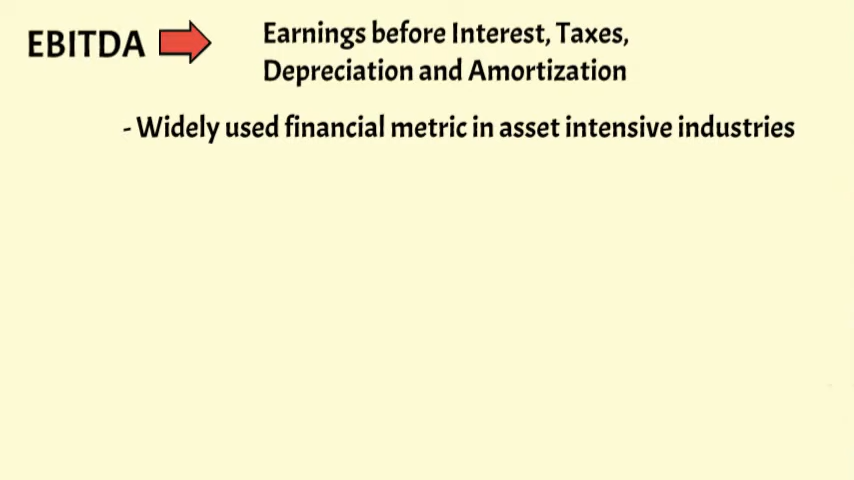 EBITDA
Earnings before Interest, Taxes,
Depreciation and Amortization
- Widely used financial metric in asset intensive industries